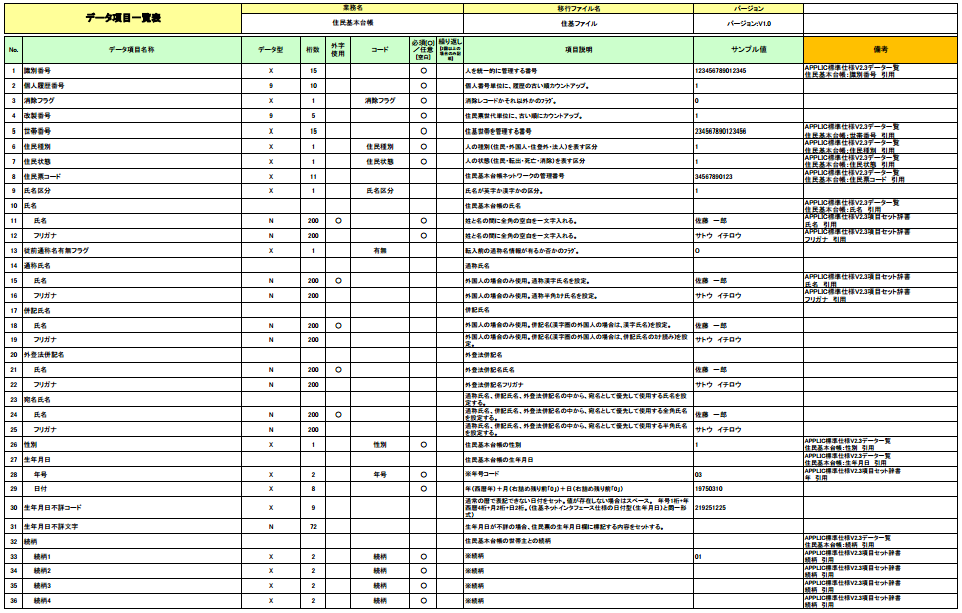 データ項目一覧表 業務名 移行ファイル名 バージョン
住民基本台帳 住基ファイル バージョン:V1.0
No. データ項目名称 データ型 桁数 外字使用 コード 必須[○]／任意[空白] 繰り返し 項目説明 サンプル値 備考
1 識別番号 X 15 ○ 人を統一的に管理する番号 123456789012345 APPLIC標準仕様V2.3データ一覧 住民基本台帳:識別番号 引用
2 個人履歴番号 9 10 ○ 個人番号単位に、履歴の古い順カウントアップ。 1
3 消除フラグ X 1 消除フラグ ○ 消除レコードかそれ以外かのﾌﾗｸﾞ。 0
4 改製番号 9 5 ○ 住民票世代単位に、古い順にカウントアップ。 1
5 世帯番号 X 15 ○ 住基世帯を管理する番号 234567890123456 APPLIC標準仕様V2.3データ一覧 住民基本台帳:世帯番号 引用
6 住民種別 X 1 住民種別 ○ 人の種別(住民・外国人・住登外・法人)を表す区分 1 APPLIC標準仕様V2.3データ一覧 住民基本台帳:住民種別 引用
7 住民状態 X 1 住民状態 ○ 人の状態(住民・転出・死亡・消除)を表す区分 1 APPLIC標準仕様V2.3データ一覧 住民基本台帳:住民状態 引用
8 住民票コード X 11 住民基本台帳ネットワークの管理番号 34567890123 APPLIC標準仕様V2.3データ一覧 住民基本台帳:住民票コード 引用
9 氏名区分 X 1 氏名区分 ○ 氏名が英字か漢字かの区分。 1
10 氏名 住民基本台帳の氏名 APPLIC標準仕様V2.3データ一覧 住民基本台帳:氏名 引用
11 氏名 N 200 ○ ○ 姓と名の間に全角の空白を一文字入れる。 佐藤 一郎 APPLIC標準仕様V2.3項目セット辞書 氏名 引用
12 フリガナ N 200 ○ 姓と名の間に全角の空白を一文字入れる。 サトウ イチロウ APPLIC標準仕様V2.3項目セット辞書 フリガナ 引用
13 従前通称名有無フラグ X 1 有無 転入前の通称名情報が有るか否かのﾌﾗｸﾞ。 0
14 通称氏名 通称氏名
15 氏名 N 200 ○ 外国人の場合のみ使用。通称漢字氏名を設定。 佐藤 一郎 APPLIC標準仕様V2.3項目セット辞書 氏名 引用
16 フリガナ N 200 外国人の場合のみ使用。通称半角ｶﾅ氏名を設定。 サトウ イチロウ APPLIC標準仕様V2.3項目セット辞書 フリガナ 引用
17 併記氏名 併記氏名
18 氏名 N 200 ○ 外国人の場合のみ使用。併記名(漢字圏の外国人の場合は、漢字氏名)を設定。 佐藤 一郎
19 フリガナ N 200 外国人の場合のみ使用。併記名(漢字圏の外国人の場合は、併記氏名のｶﾅ読み)を設定。 サトウ イチロウ
20 外登法併記名 外登法併記名
21 氏名 N 200 ○ 外登法併記名氏名 佐藤 一郎
22 フリガナ N 200 外登法併記名フリガナ サトウ イチロウ
23 宛名氏名 通称氏名、併記氏名、外登法併記名の中から、宛名として優先して使用する氏名を設定する。
24 氏名 N 200 ○ 通称氏名、併記氏名、外登法併記名の中から、宛名として優先して使用する全角氏名を設定する。 佐藤 一郎
25 フリガナ N 200 通称氏名、併記氏名、外登法併記名の中から、宛名として優先して使用する半角氏名を設定する。 サトウ イチロウ
26 性別 X 1 性別 ○ 住民基本台帳の性別 1 APPLIC標準仕様V2.3データ一覧 住民基本台帳:性別 引用
27 生年月日 住民基本台帳の生年月日 APPLIC標準仕様V2.3データ一覧 住民基本台帳:生年月日 引用
28 年号 X 2 年号 ○ ※年号コード 03 APPLIC標準仕様V2.3項目セット辞書 年 引用
29 日付 X 8 ○ 年(西暦年)＋月(右詰め残り前「0」)＋日(右詰め残り前「0」) 19750310
30 生年月日不詳コード X 9 通常の暦で表記できない日付をセット。値が存在しない場合はスペース。 年号1桁+年西暦4桁+月2桁+日2桁。(住基ネットインタフェース仕様の日付型(生年月日)と同一形式) 219251225
31 生年月日不詳文字 N 72 生年月日が不詳の場合、住民票の生年月日欄に標記する内容をセットする。
32 続柄 住民基本台帳の世帯主との続柄 APPLIC標準仕様V2.3データ一覧 住民基本台帳:続柄 引用
33 続柄1 X 2 続柄 ○ ※続柄 01 APPLIC標準仕様V2.3項目セット辞書 続柄 引用
34 続柄2 X 2 続柄 ○ ※続柄 APPLIC標準仕様V2.3項目セット辞書 続柄 引用
35 続柄3 X 2 続柄 ○ ※続柄 APPLIC標準仕様V2.3項目セット辞書 続柄 引用
36 続柄4 X 2 続柄 ○ ※続柄 APPLIC標準仕様V2.3項目セット辞書 続柄 引用